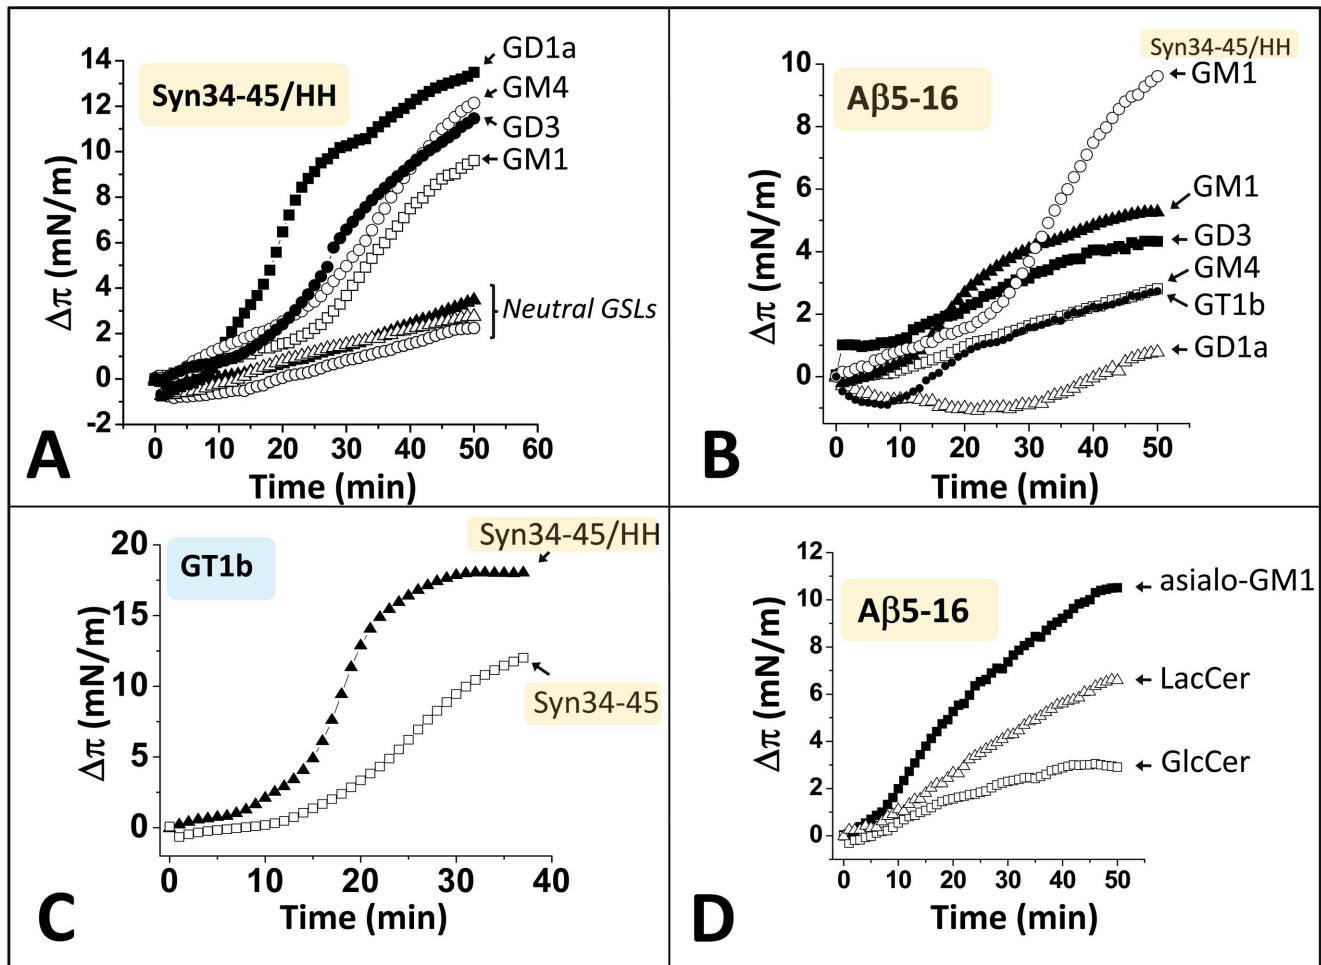 Syn34-45/HH
GD1a
GM4
GD3
GM1
Neutral GSLs
14
12
10
8
6
4
2
0
-2
Δπ (mN/m)
0 10 20 30 40 50 60
Time (min)
A
Aβ5-16
Syn34-45/HH
GM1
GM1
GD3
GM4
GT1b
GD1a
10
8
6
4
2
0
Δπ (mN/m)
0 10 20 30 40 50
Time (min)
B
GT1b
Syn34-45/HH
Syn34-45
20
15
10
5
0
Δπ (mN/m)
0 10 20 30 40
Time (min)
C
Aβ5-16
asialo-GM1
LacCer
GlcCer
12
10
8
6
4
2
0
Δπ (mN/m)
0 10 20 30 40 50
Time (min)
D